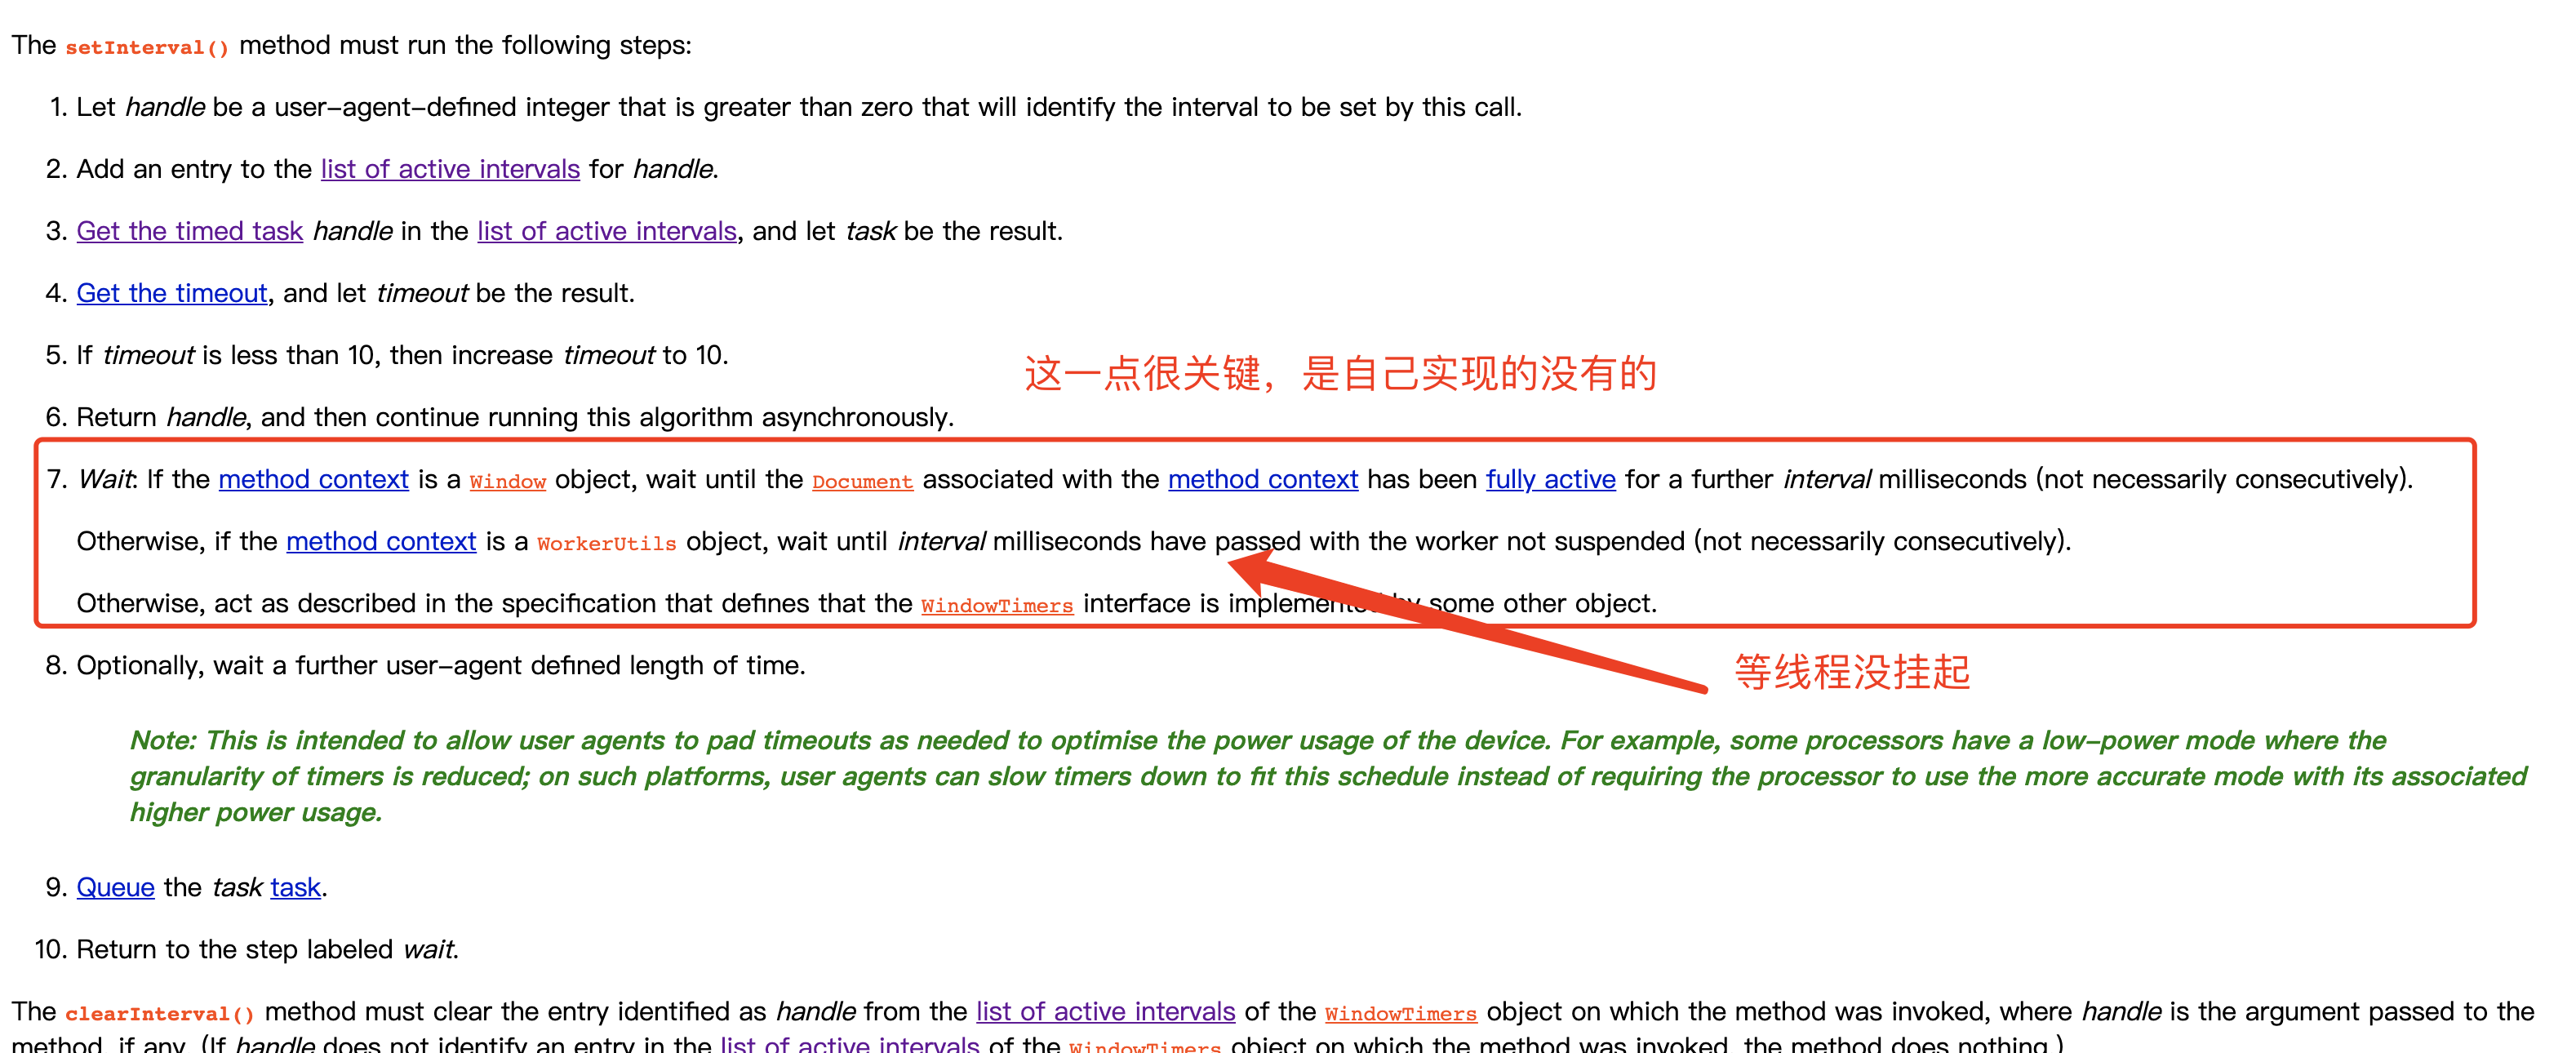 The setInterval() method must run the following steps:
1. Let handle be a user-agent-defined integer that is greater than zero that will identify the interval to be set by this call.
2. Add an entry to the list of active intervals for handle.
3. Get the timed task handle in the list of active intervals, and let task be the result.
4. Get the timeout, and let timeout be the result.
5. If timeout is less than 10, then increase timeout to 10.
这一点很关键，是自己实现的没有的
6. Return handle, and then continue running this algorithm asynchronously.
7. Wait: If the method context is a Window object, wait until the Document associated with the method context has been fully active for a further interval milliseconds (not necessarily consecutively).
Otherwise, if the method context is a WorkerUtils object, wait until interval milliseconds have passed with the worker not suspended (not necessarily consecutively).
Otherwise, act as described in the specification that defines that the WindowTimers interface is implemented by some other object.
8. Optionally, wait a further user-agent defined length of time.
等线程没挂起
Note: This is intended to allow user agents to pad timeouts as needed to optimise the power usage of the device. For example, some processors have a low-power mode where the
granularity of timers is reduced; on such platforms, user agents can slow timers down to fit this schedule instead of requiring the processor to use the more accurate mode with its associated
higher power usage.
9. Queue the task task.
10. Return to the step labeled wait.
The clearInterval() method must clear the entry identified as handle from the list of active intervals of the WindowTimers object on which the method was invoked, where handle is the argument passed to the
method, if any. (If handle does not identify an entry in the list of active intervals of the WindowTimers object on which the method was invoked, the method does nothing.)